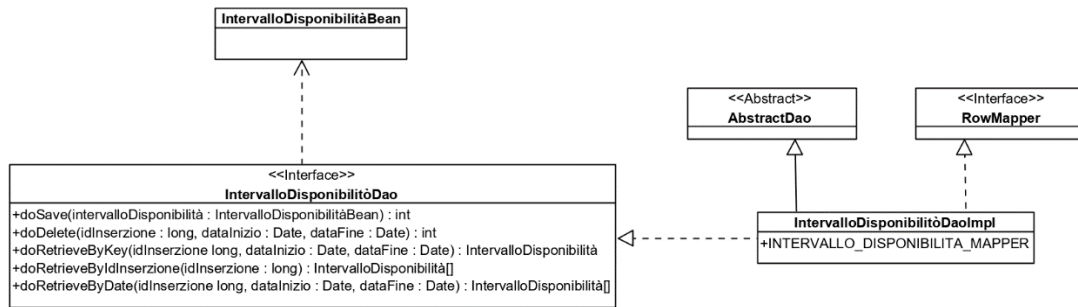 IntervalloDisponibilitàBean
<<Abstract>>
AbstractDao
<<Interface>>
RowMapper
<<Interface>>
IntervalloDisponibilitòDao
+doSave(intervalloDisponibilità : IntervalloDisponibilitàBean) : int
+doDelete(idInserzione : long, dataInizio : Date, dataFine : Date) : int
+doRetrieveByKey(idInserzione long, dataInizio : Date, dataFine : Date) : IntervalloDisponibilità
+doRetrieveByIdInserzione(idInserzione : long) : IntervalloDisponibilità[]
+doRetrieveByDate(idInserzione long, dataInizio : Date, dataFine : Date) : IntervalloDisponibilità[]
IntervalloDisponibilitòDaoImpl
+INTERVALLO_DISPONIBILITA_MAPPER